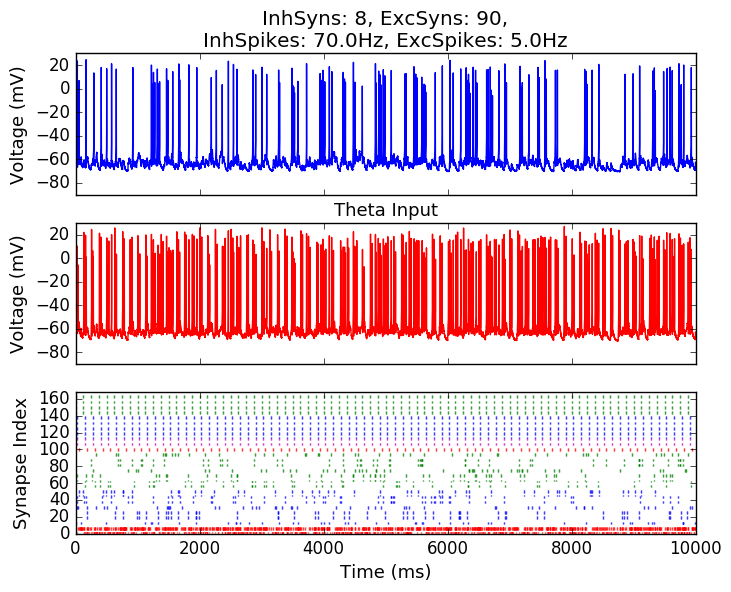 InhSyns: 8, ExcSyns: 90,
InhSpikes: 70.0Hz, ExcSpikes: 5.0Hz
Voltage (mV)
20
0
−20
−40
−60
−80
Theta Input
Voltage (mV)
20
0
−20
−40
−60
−80
Synapse Index
160
140
120
100
80
60
40
20
0
0 2000 4000 6000 8000 10000
Time (ms)